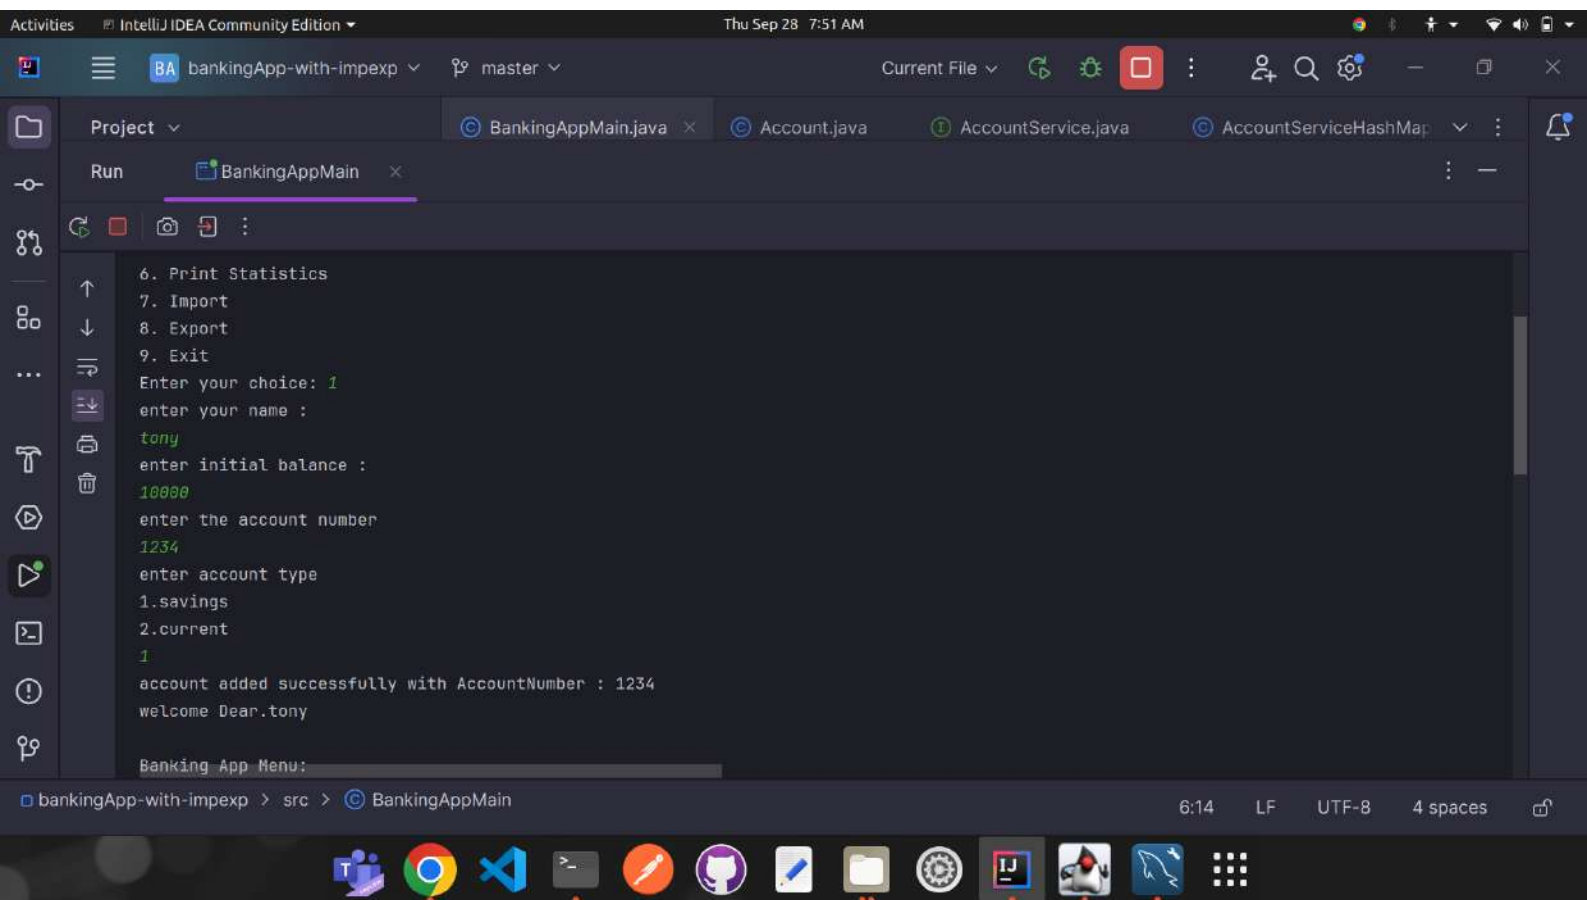 Activities IntelliJ IDEA Community Edition Thu Sep 28 7:51 AM
BA bankingApp-with-impexp master Current File
Project BankingAppMain.java Account.java AccountService.java AccountServiceHashMap
Run BankingAppMain
6. Print Statistics
7. Import
8. Export
9. Exit
Enter your choice: 1
enter your name :
tony
enter initial balance :
10000
enter the account number
1234
enter account type
1.savings
2.current
1
account added successfully with AccountNumber : 1234
welcome Dear.tony
Banking App Menu:
bankingApp-with-impexp > src > BankingAppMain 6:14 LF UTF-8 4 spaces